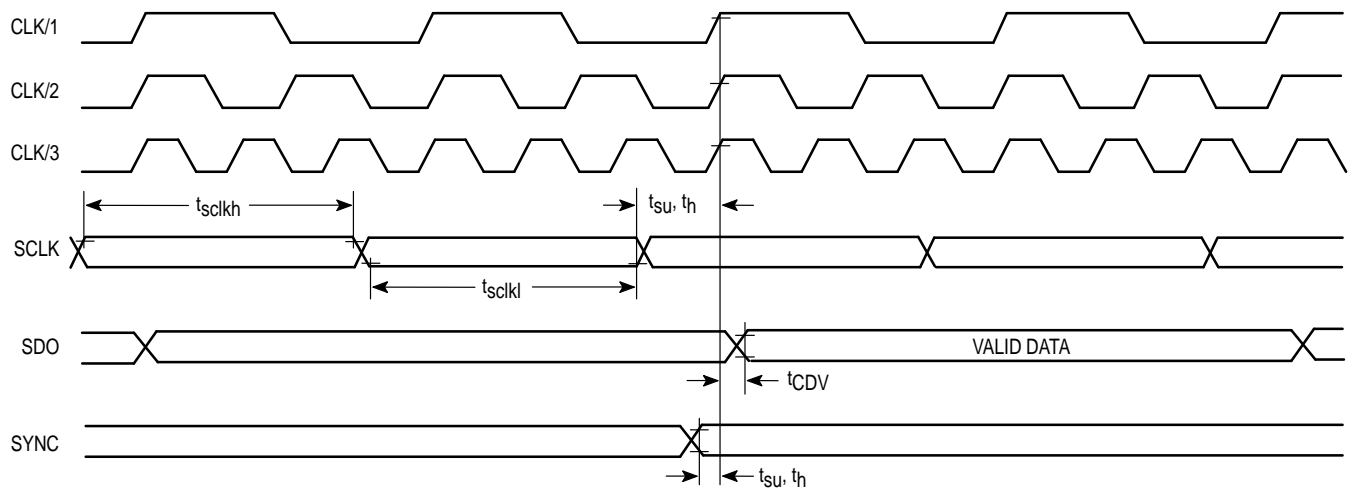 CLK/1
CLK/2
CLK/3
tsclkh
tsu, th
SCLK
tsclkl
SDO
VALID DATA
tCDV
SYNC
tsu, th